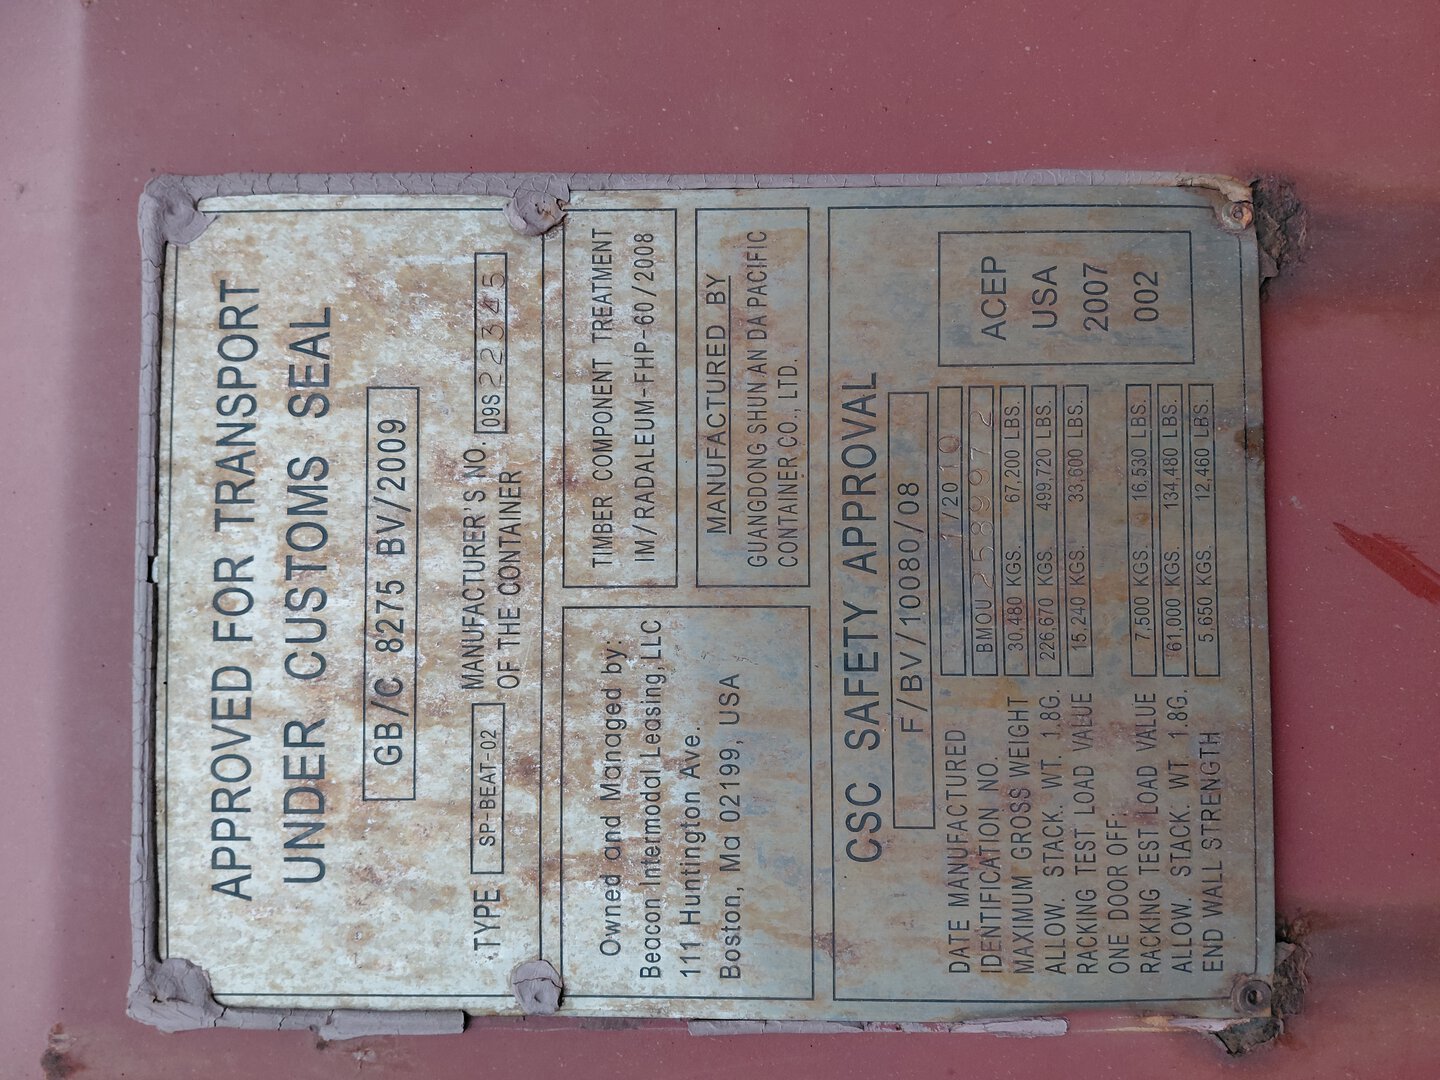 APPROVED FOR TRANSPORT
UNDER CUSTOMS SEAL
GB/C 8275 BV/2009
TYPE SP-BEAT-02 MANUFACTURER'S NO. 09S22345
OF THE CONTAINER
Owned and Managed by:
Beacon Intermodal Leasing, LLC
111 Huntington Ave.
Boston, Ma 02199, USA
TIMBER COMPONENT TREATMENT
IM/RADALEUM-FHP-60/2008
MANUFACTURED BY
GUANGDONG SHUN AN DA PACIFIC
CONTAINER CO., LTD.
CSC SAFETY APPROVAL
F/BV/10080/08
DATE MANUFACTURED 1/2010
IDENTIFICATION NO. BMOU 2589972
MAXIMUM GROSS WEIGHT 30,480 KGS. 67,200 LBS.
ALLOW. STACK. WT. 1.8G. 226,670 KGS. 499,720 LBS.
RACKING TEST LOAD VALUE 15,240 KGS. 33,600 LBS.
ONE DOOR OFF:
RACKING TEST LOAD VALUE 7,500 KGS. 16,530 LBS.
ALLOW. STACK. WT 1.8G. 61,000 KGS. 134,480 LBS.
END WALL STRENGTH 5,650 KGS. 12,460 LBS.
ACEP
USA
2007
002